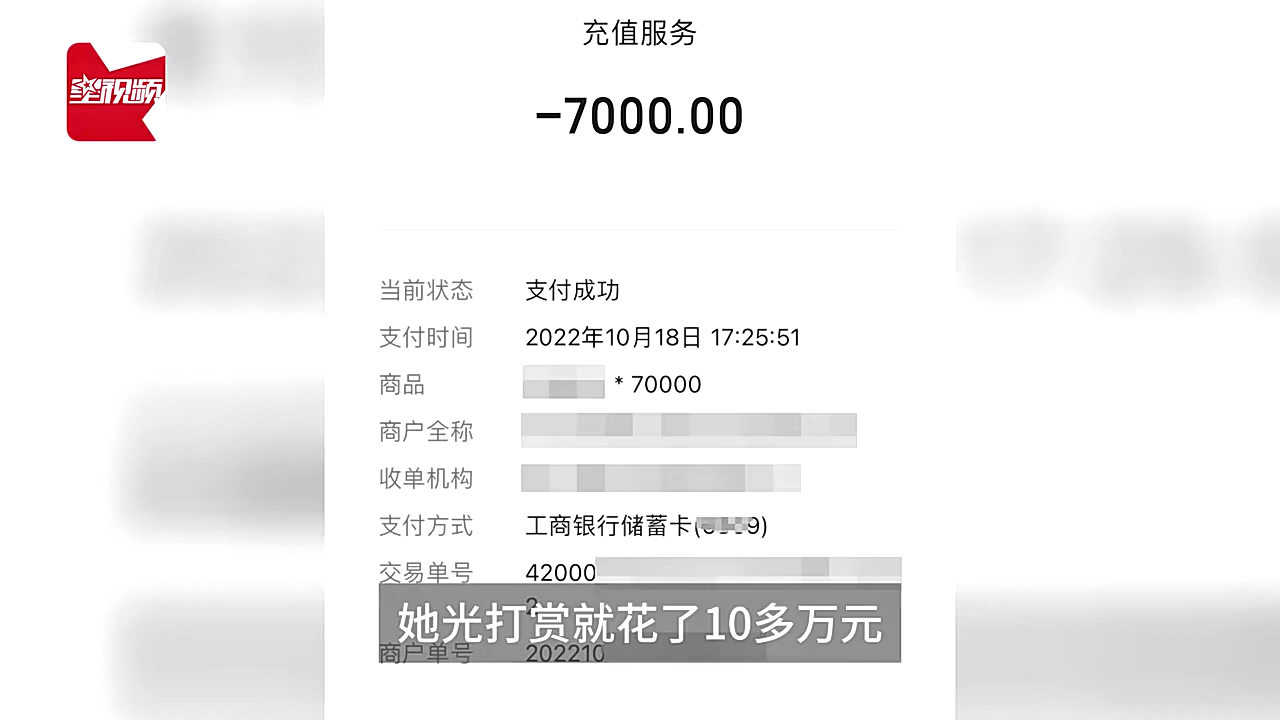 充值服务
星视频
-7000.00
当前状态 支付成功
支付时间 2022年10月18日 17:25:51
商品 * 70000
商户全称
收单机构
支付方式 工商银行储蓄卡( 9)
交易单号 42000
她光打赏就花了10多万元
商户单号 202210